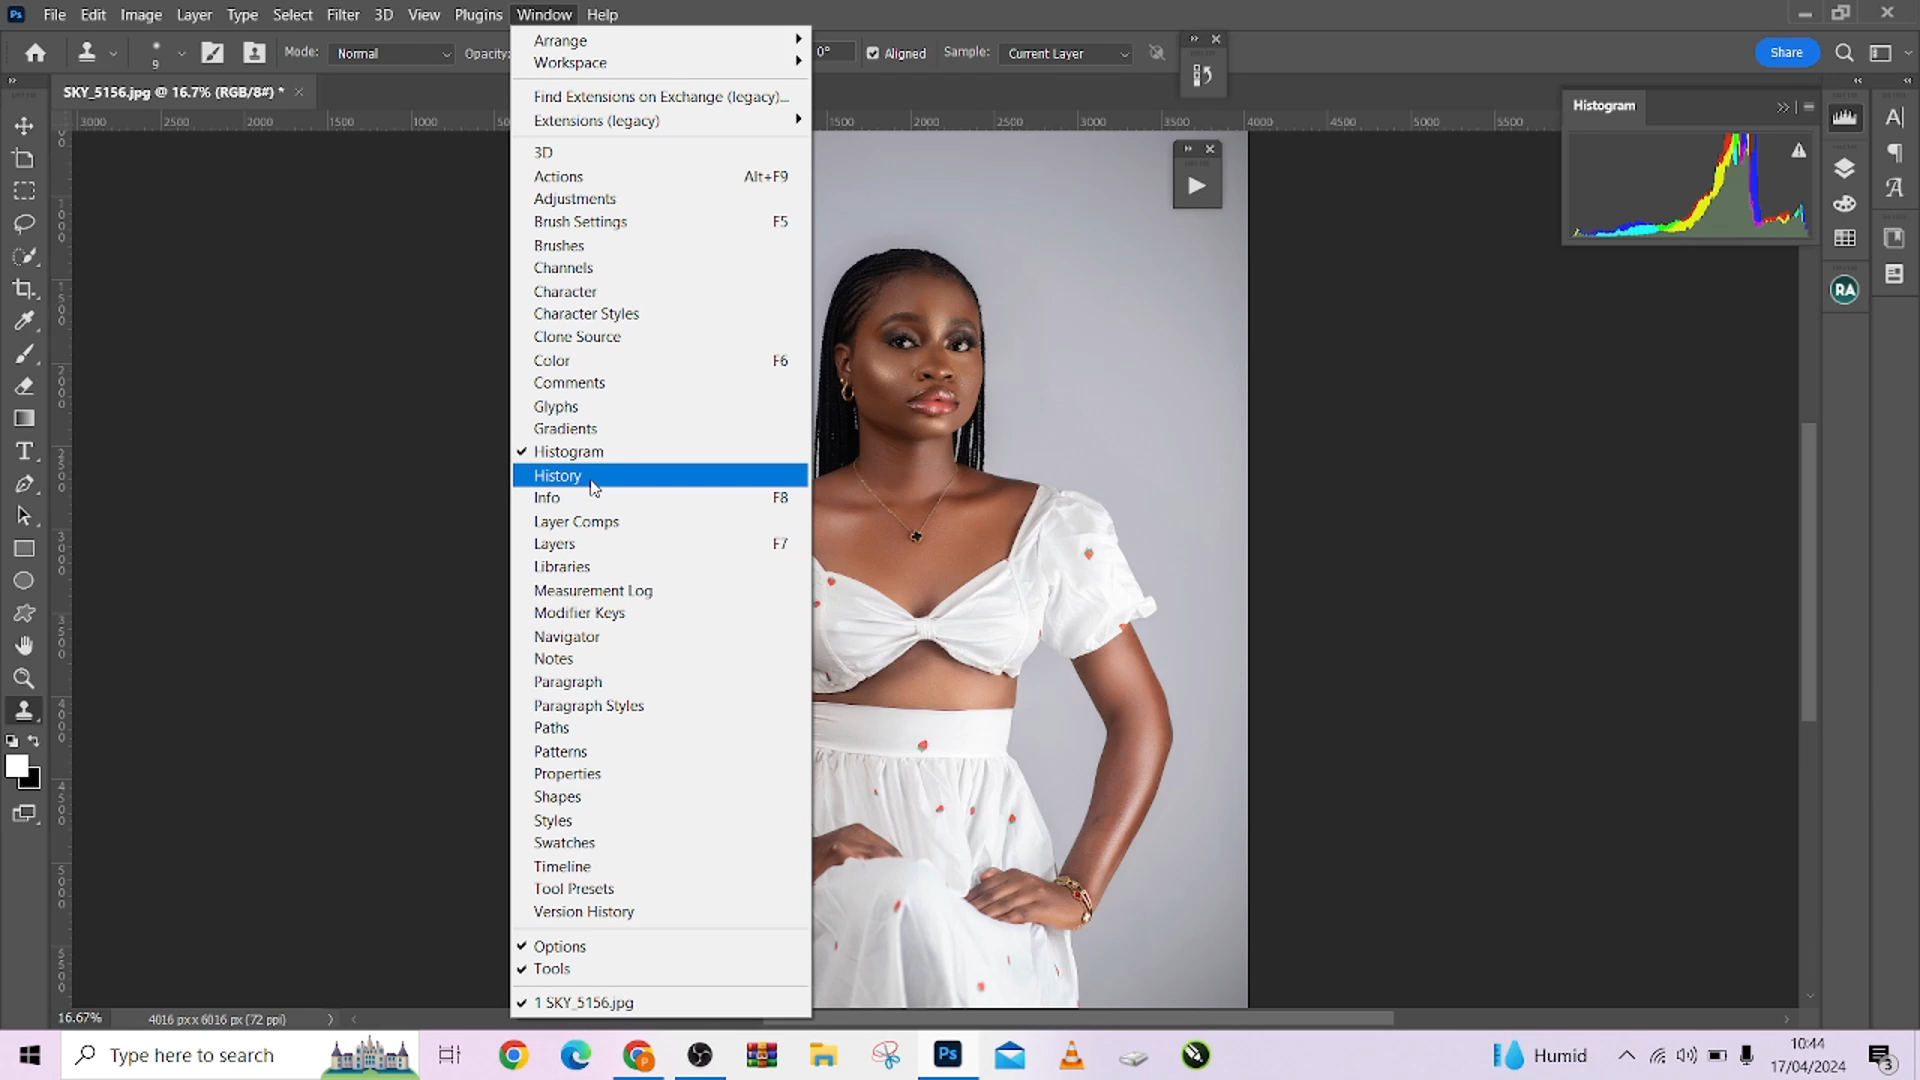 Ps File Edit Image Layer Type Select Filter 3D View Plugins Window Help
9 Mode: Normal Opacity: 0° Aligned Sample: Current Layer Share
SKY_5156.jpg @ 16.7% (RGB/8#) *
3000 2500 2000 1500 1000 1500 2000 2500 3000 3500 4000 4500 5000 5500
Arrange
Workspace
Find Extensions on Exchange (legacy)...
Extensions (legacy)
3D
Actions Alt+F9
Adjustments
Brush Settings F5
Brushes
Channels
Character
Character Styles
Clone Source
Color F6
Comments
Glyphs
Gradients
Histogram
History
Info F8
Layer Comps
Layers F7
Libraries
Measurement Log
Modifier Keys
Navigator
Notes
Paragraph
Paragraph Styles
Paths
Patterns
Properties
Shapes
Styles
Swatches
Timeline
Tool Presets
Version History
Options
Tools
1 SKY_5156.jpg
Histogram
RA
16.67% 4016 px x 6016 px (72 ppi)
Type here to search
Ps
Humid
10:44
17/04/2024
3